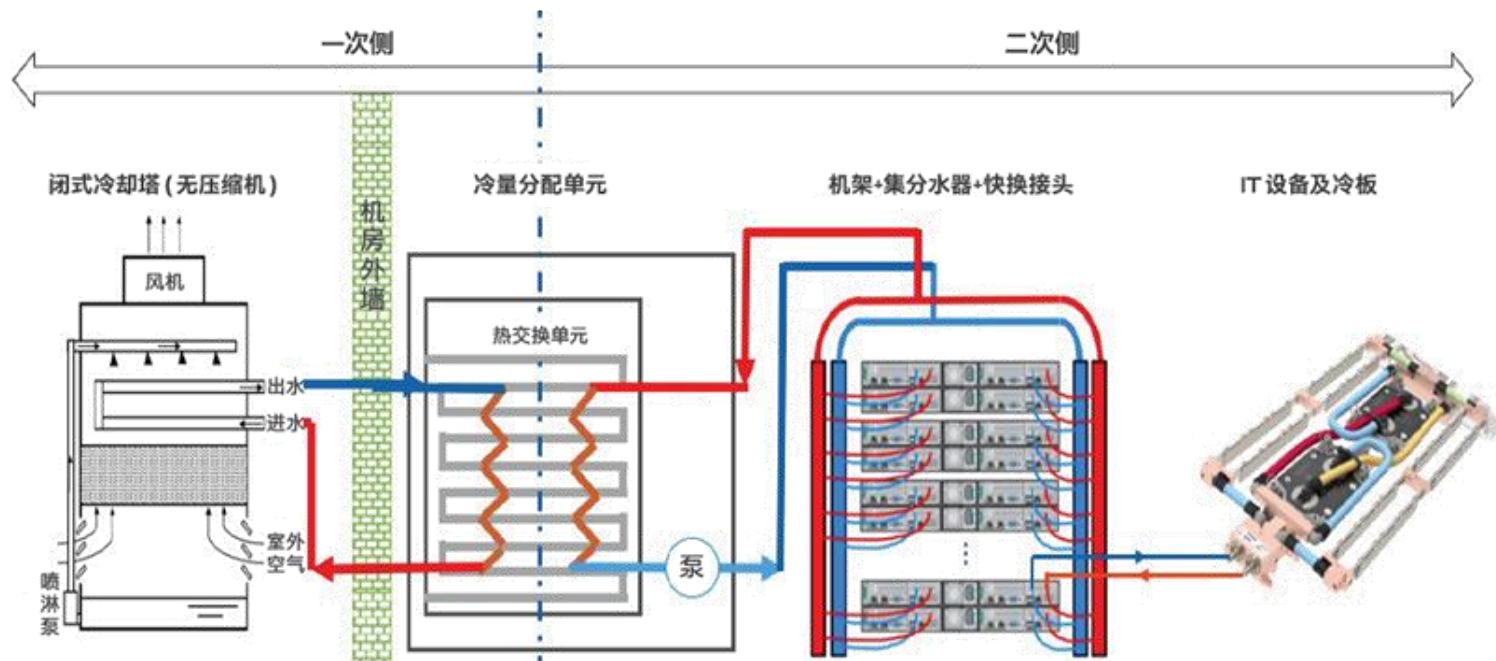 一次侧
二次侧
闭式冷却塔 ( 无压缩机 )
冷量分配单元
机架+集分水器+快换接头
IT 设备及冷板
机房外墙
风机
热交换单元
出水
进水
室外
空气
喷淋泵
泵